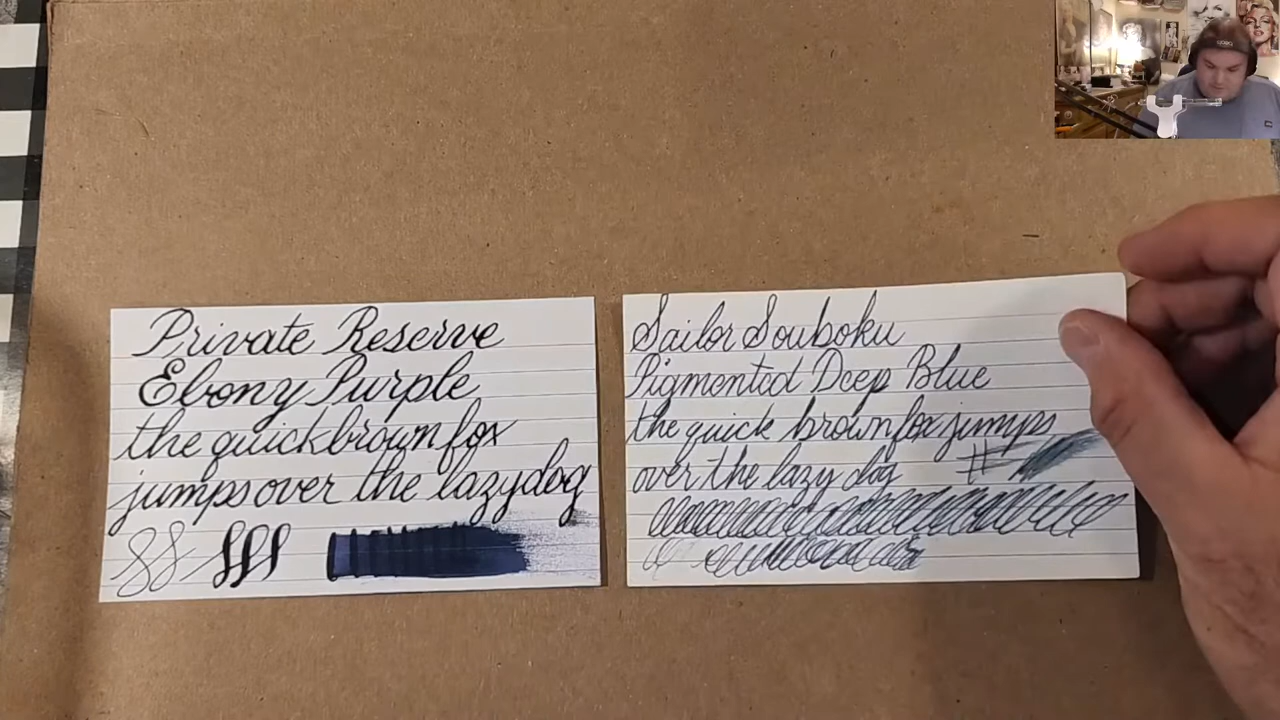 Private Reserve
Ebony Purple
the quick brown fox
jumps over the lazy dog
Sailor Souboku
Pigmented Deep Blue
the quick brown fox jumps
over the lazy dog